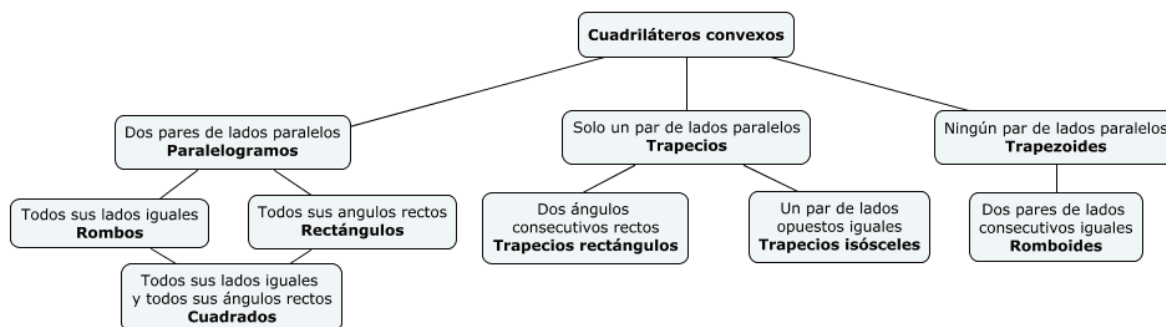 Cuadriláteros convexos
Dos pares de lados paralelos
Paralelogramos
Solo un par de lados paralelos
Trapecios
Ningún par de lados paralelos
Trapezoides
Todos sus lados iguales
Rombos
Todos sus angulos rectos
Rectángulos
Dos ángulos
consecutivos rectos
Trapecios rectángulos
Un par de lados
opuestos iguales
Trapecios isósceles
Dos pares de lados
consecutivos iguales
Romboides
Todos sus lados iguales
y todos sus ángulos rectos
Cuadrados